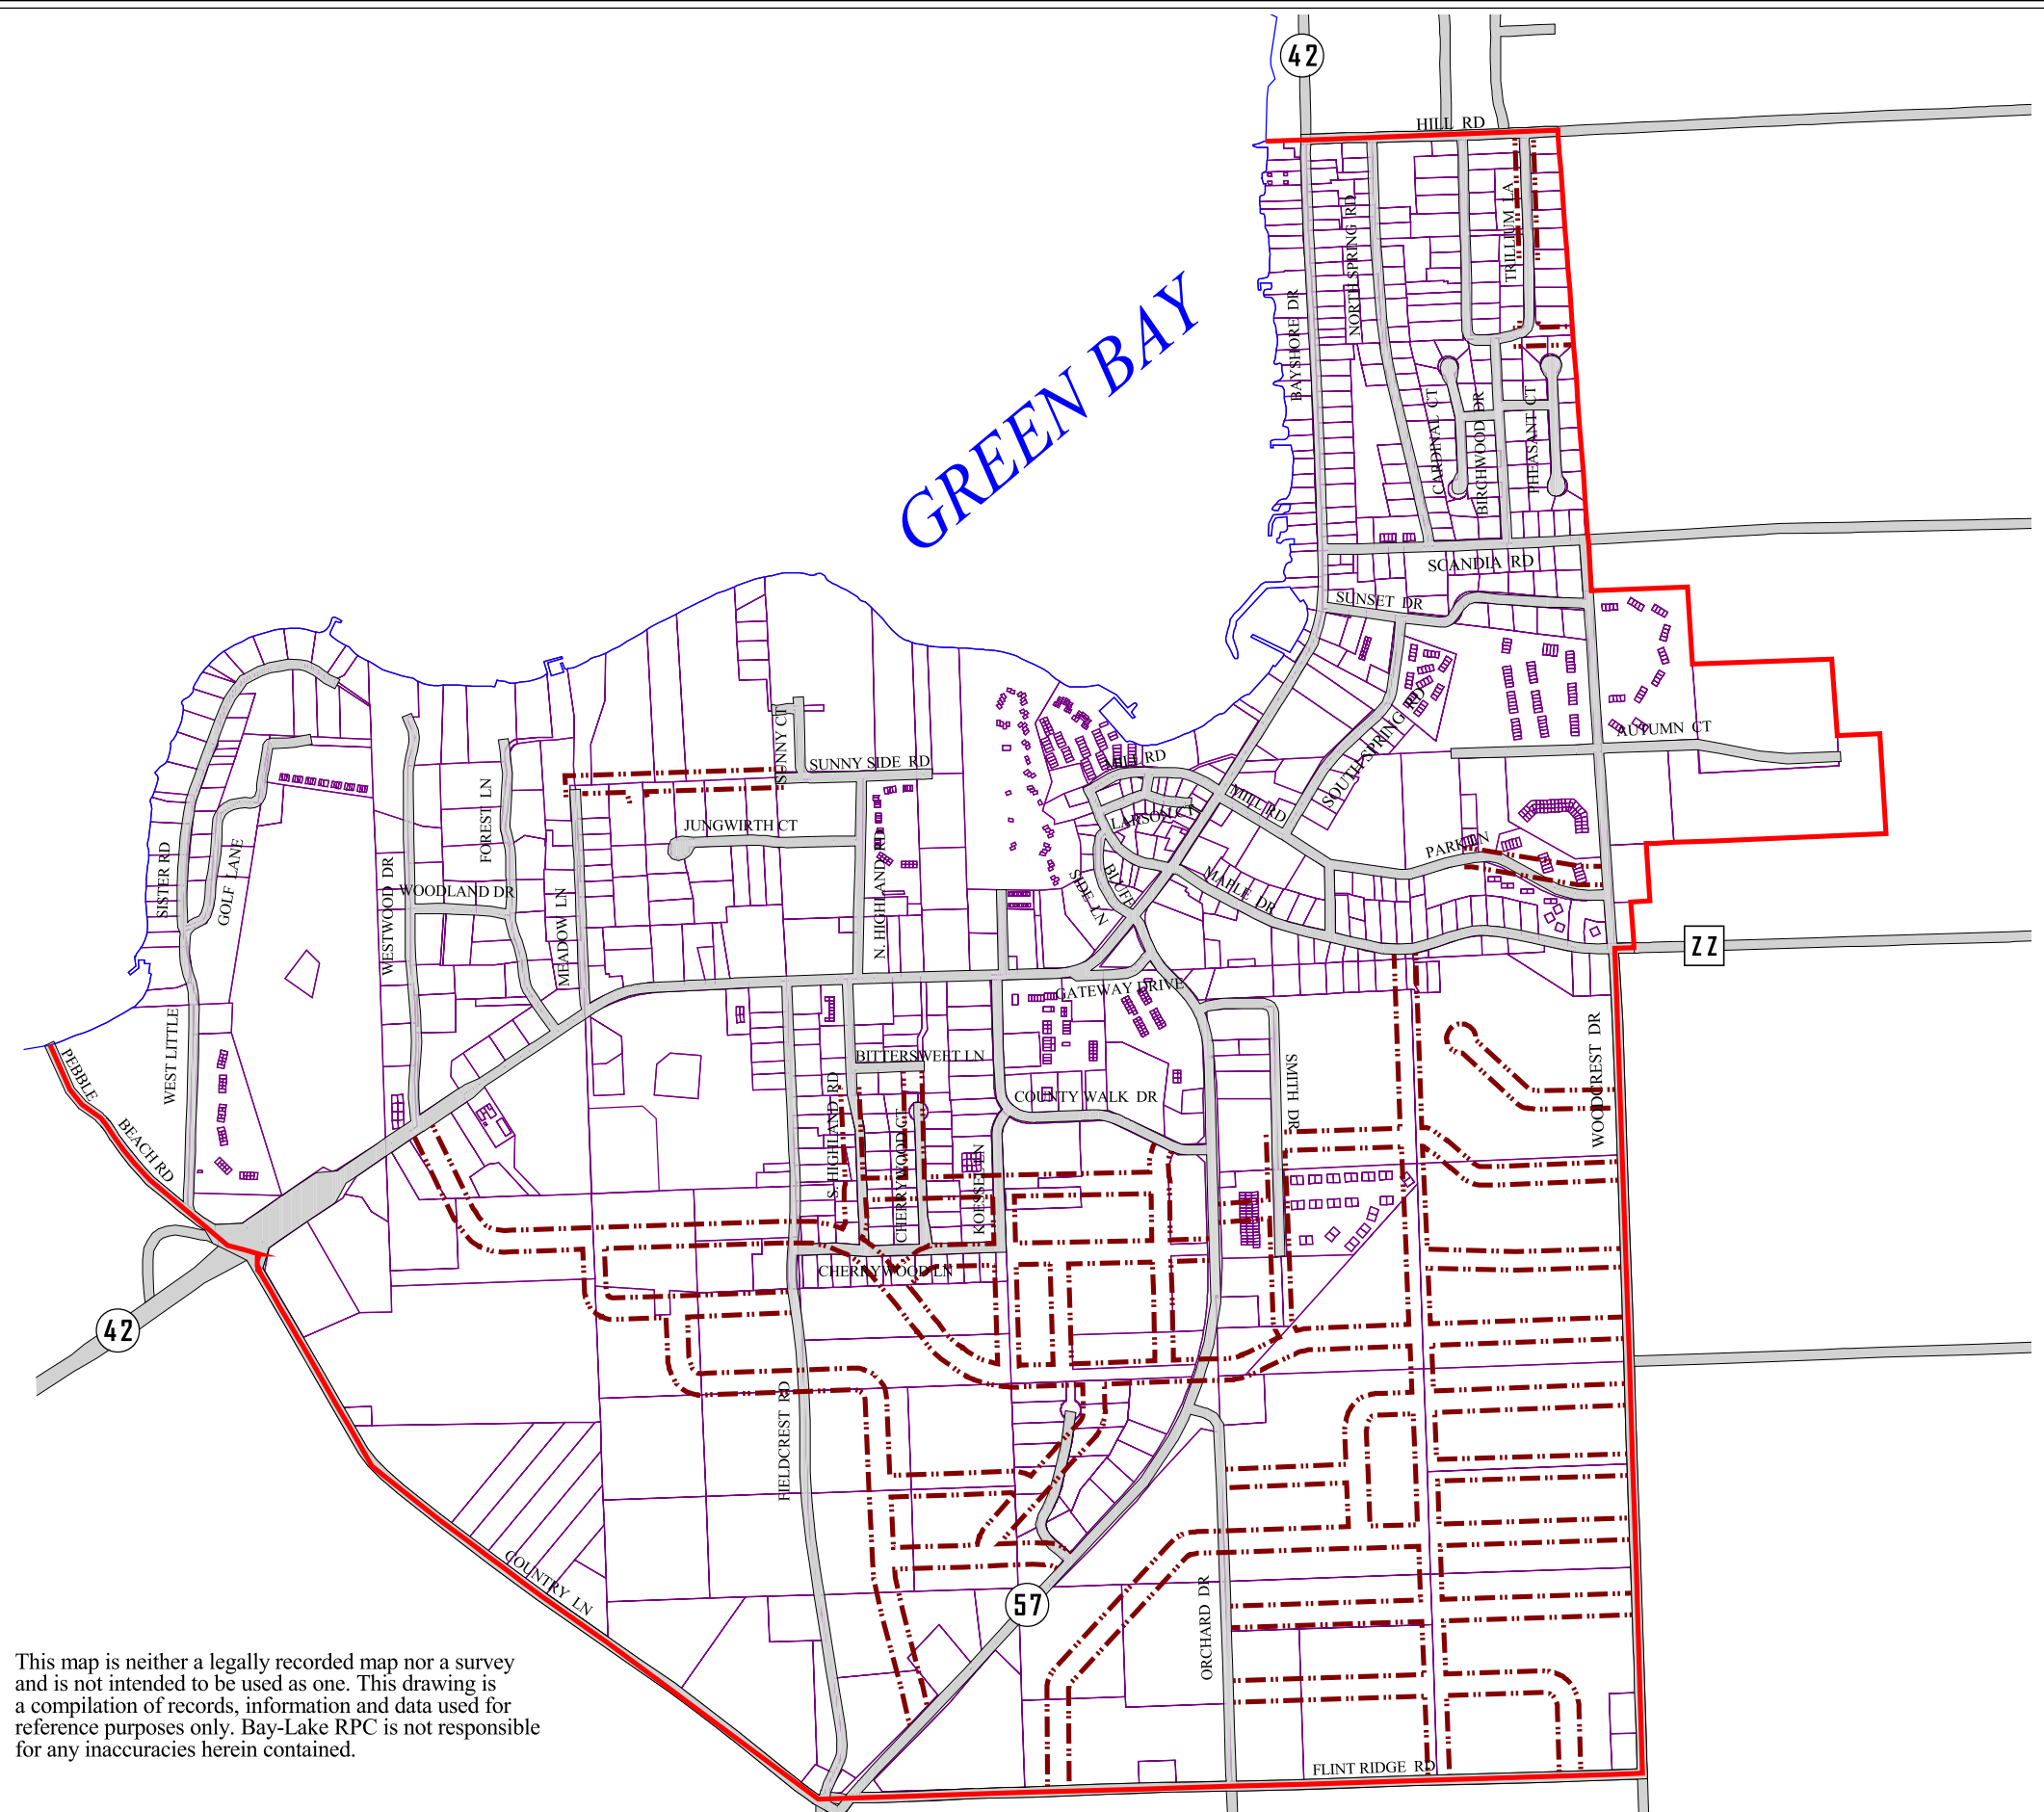 42
HILL RD
TRILLIUM LA
NORTH SPRING RD
BAYSHORE DR
GREEN BAY
CARDINAL CT
BIRCHWOOD DR
PHEASANT CT
SCANDIA RD
SUNSET DR
SOUTH SPRING RD
AUTUMN CT
SUNNY CT
SUNNY SIDE RD
MILL RD
MILL RD
LARSON CT
JUNGWIRTH CT
N. HIGHLAND RD
PARK LN
MAPLE DR
BLUFF
SIDE LN
FOREST LN
WOODLAND DR
WESTWOOD DR
MEADOW LN
SISTER RD
GOLF LANE
WEST LITTLE
PEBBLE
BEACH RD
ZZ
GATEWAY DRIVE
BITTERSWEET LN
COUNTY WALK DR
SMITH DR
WOODCREST DR
S. HIGHLAND RD
CHERRYWOOD CT
KOESSEL LN
CHERRYWOOD LN
42
FIELDCREST RD
COUNTRY LN
57
ORCHARD DR
FLINT RIDGE RD
This map is neither a legally recorded map nor a survey
and is not intended to be used as one. This drawing is
a compilation of records, information and data used for
reference purposes only. Bay-Lake RPC is not responsible
for any inaccuracies herein contained.